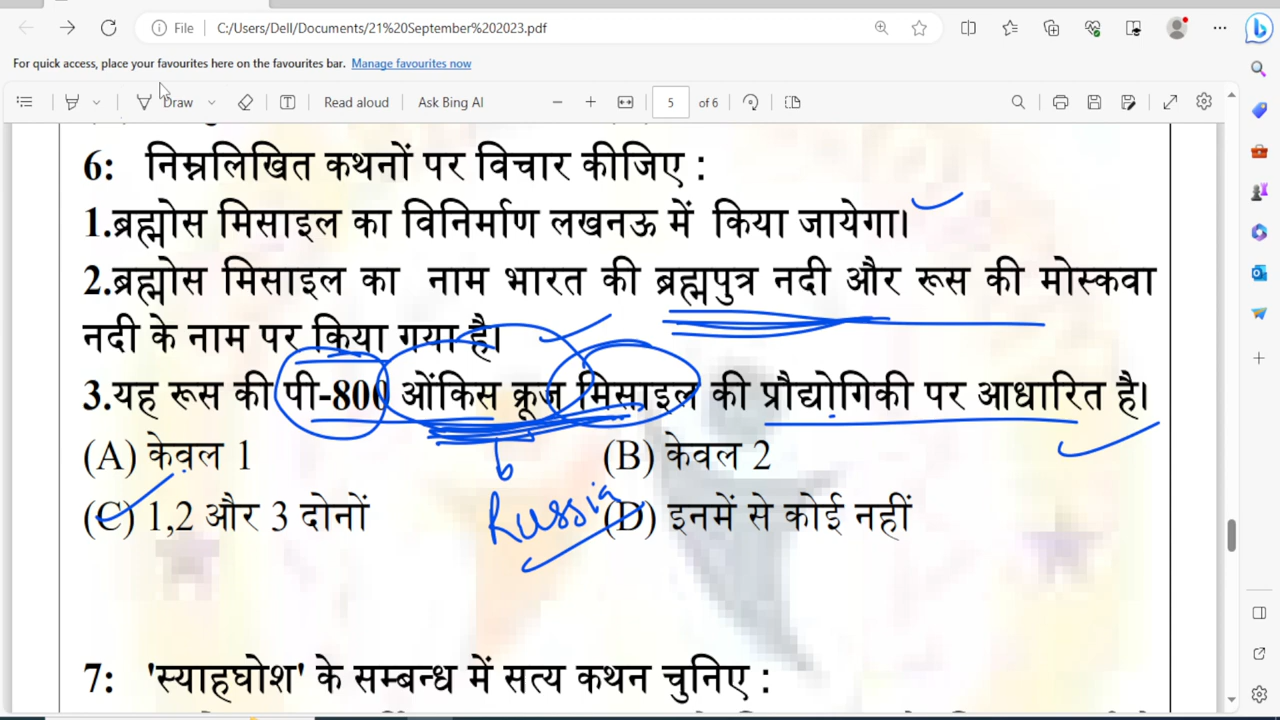 File C:/Users/Dell/Documents/21%20September%202023.pdf
For quick access, place your favourites here on the favourites bar. Manage favourites now
Draw Read aloud Ask Bing AI 5 of 6
6: निम्नलिखित कथनों पर विचार कीजिए :
1.ब्रह्मोस मिसाइल का विनिर्माण लखनऊ में किया जायेगा।
2.ब्रह्मोस मिसाइल का नाम भारत की ब्रह्मपुत्र नदी और रूस की मोस्कवा
नदी के नाम पर किया गया है।
3.यह रूस की पी-800 ओंकिस क्रूज मिसाइल की प्रौद्योगिकी पर आधारित है।
(A) केवल 1 (B) केवल 2
(C) 1,2 और 3 दोनों (D) इनमें से कोई नहीं
Russia
7: 'स्याहघोश' के सम्बन्ध में सत्य कथन चुनिए :